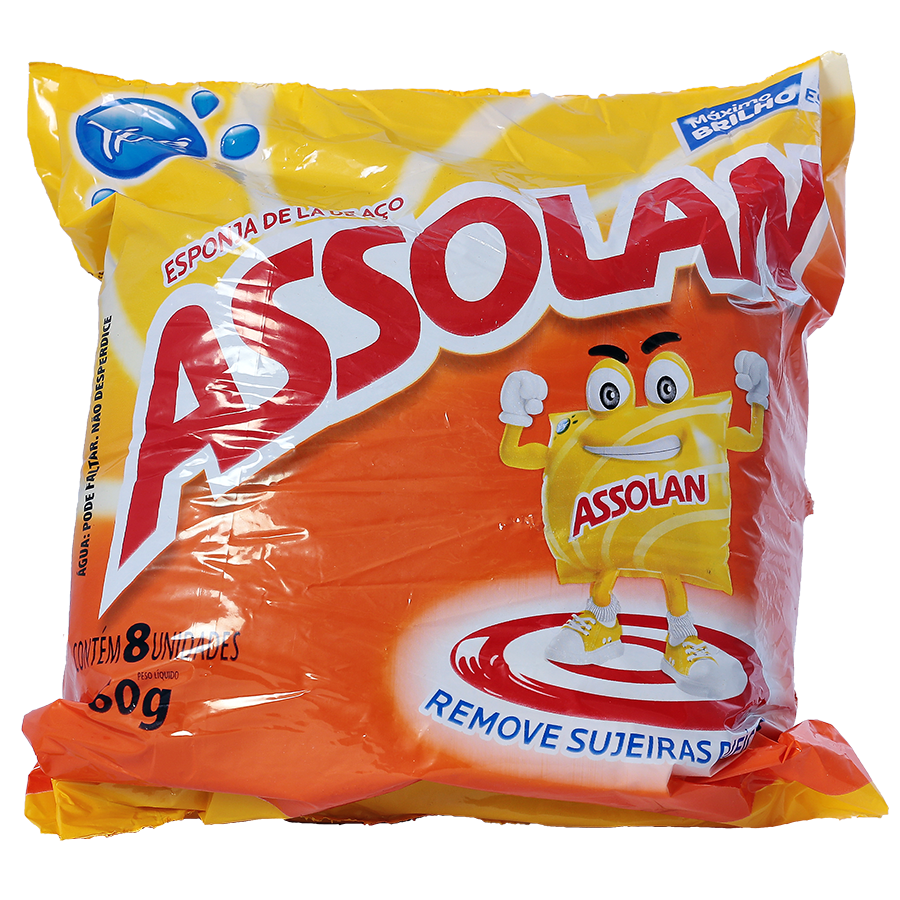 Máximo
BRILHO
ESPONJA DE LÃ DE AÇO
ASSOLAN
ÁGUA: PODE FALTAR. NÃO DESPERDICE
ASSOLAN
CONTÉM 8 UNIDADES
PESO LÍQUIDO
60g
REMOVE SUJEIRAS